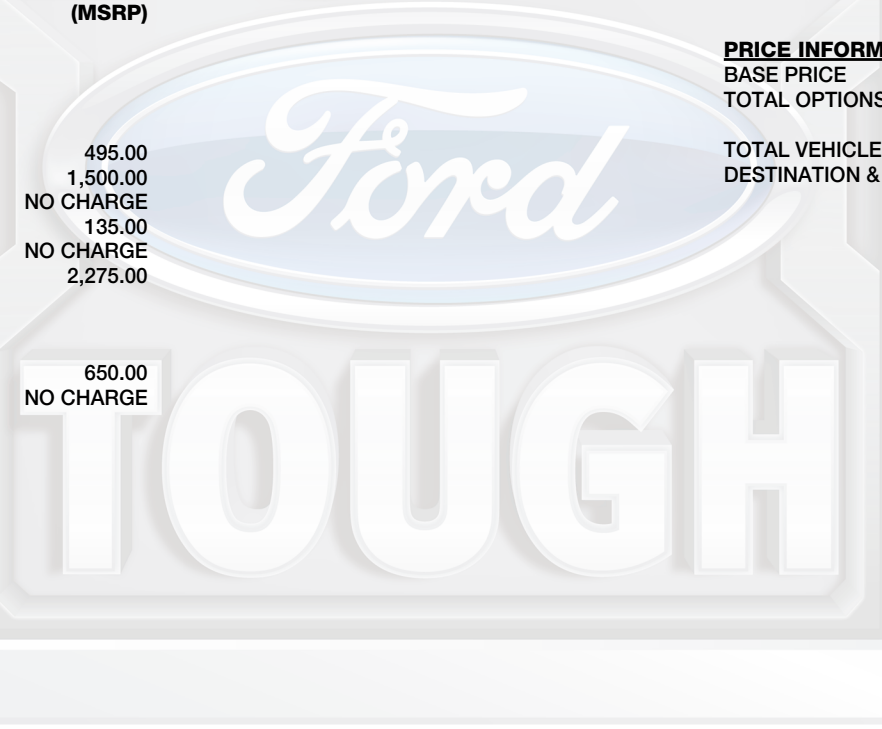 (MSRP)
495.00
1,500.00
NO CHARGE
135.00
NO CHARGE
2,275.00
650.00
NO CHARGE
PRICE INFORM
BASE PRICE
TOTAL OPTIONS
TOTAL VEHICLE
DESTINATION &
Ford
TOUGH